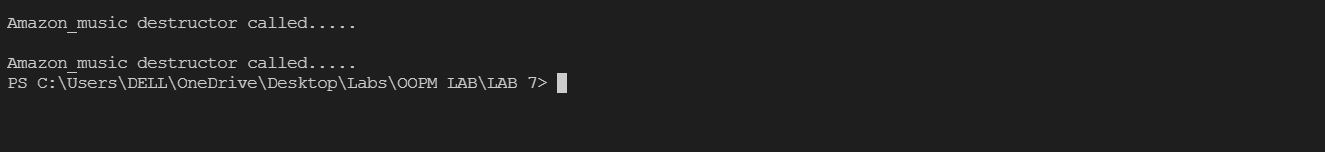 Amazon_music destructor called.....
Amazon_music destructor called.....
PS C:\Users\DELL\OneDrive\Desktop\Labs\OOPM LAB\LAB 7>